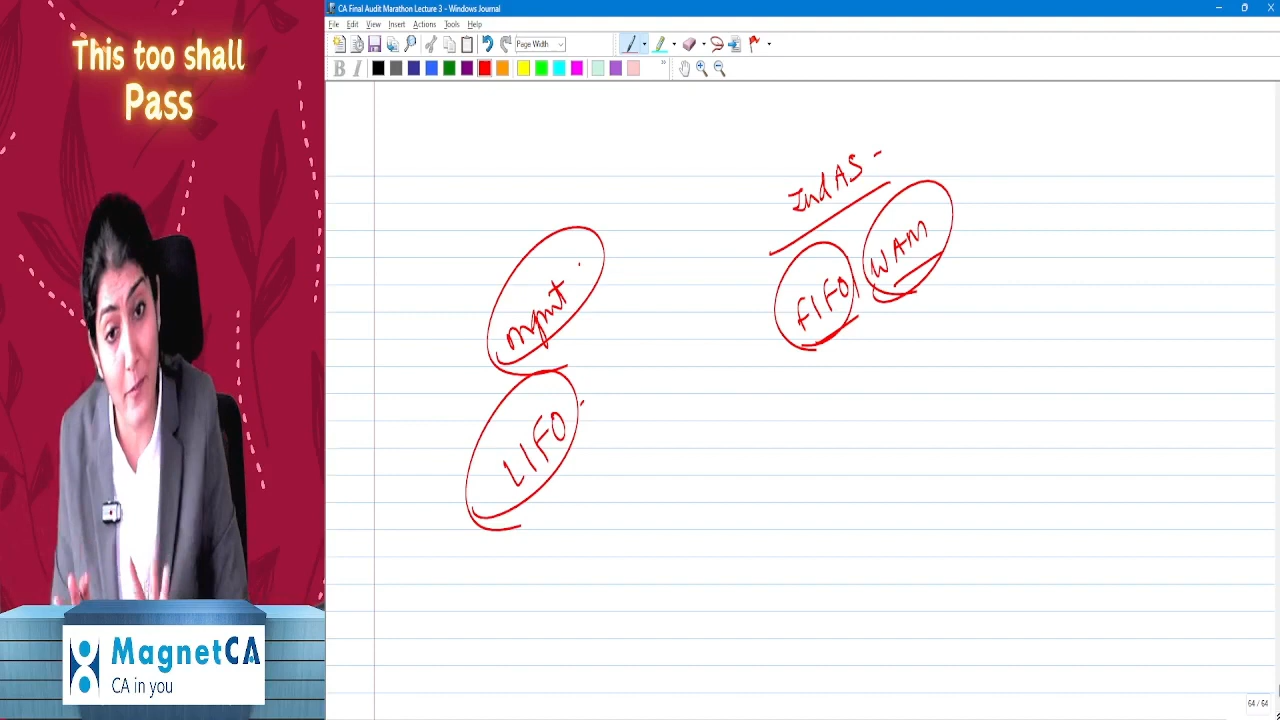 This too shall
Pass
MagnetCA
CA in you
CA Final Audit Marathon Lecture 3 - Windows Journal
File Edit View Insert Actions Tools Help
Page Width
B I
Ind AS -
FIFO WAM
mgmt
LIFO
64 / 64